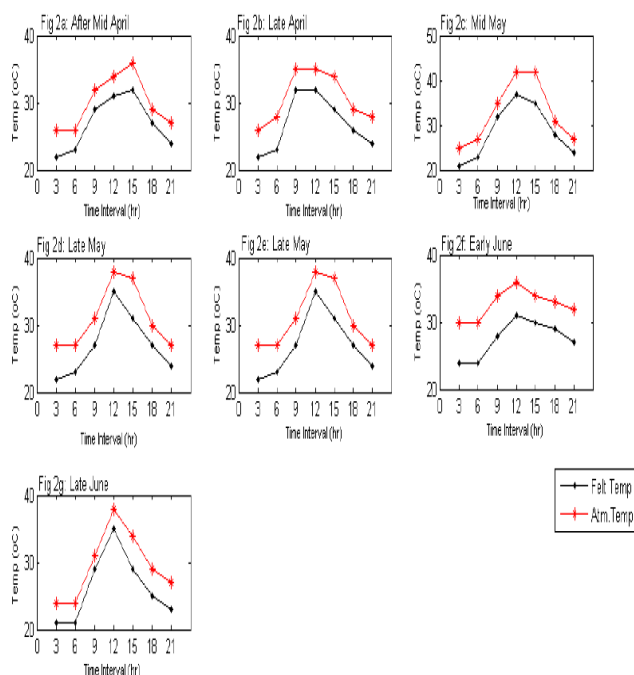 Fig 2a: After Mid April
40
30
20
Temp (oC)
0 3 6 9 12 15 18 21
Time Interval (hr)
Fig 2b: Late April
40
30
20
Temp (oC)
0 3 6 9 12 15 18 21
Time Interval (hr)
Fig 2c: Mid May
50
40
30
20
Temp (oC)
0 3 6 9 12 15 18 21
Time Interval (hr)
Fig 2d: Late May
40
30
20
Temp (oC)
0 3 6 9 12 15 18 21
Time Interval (hr)
Fig 2e: Late May
40
30
20
Temp (oC)
0 3 6 9 12 15 18 21
Time Interval (hr)
Fig 2f: Early June
40
30
20
Temp (oC)
0 3 6 9 12 15 18 21
Time Interval (hr)
Fig 2g: Late June
40
30
20
Temp (oC)
0 3 6 9 12 15 18 21
Time Interval (hr)
Felt Temp
Atm.Temp